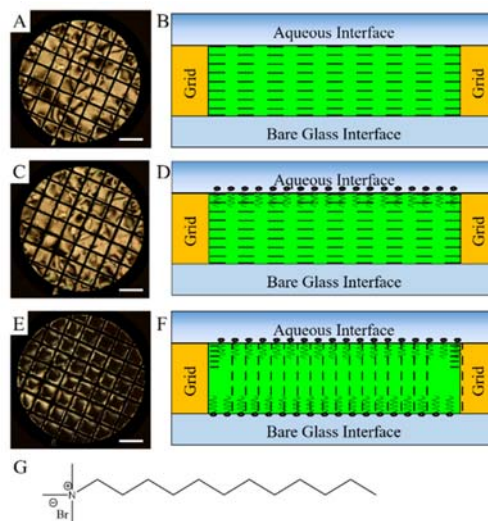 A
B
Aqueous Interface
Grid
Grid
Bare Glass Interface
C
D
Aqueous Interface
Grid
Grid
Bare Glass Interface
E
F
Aqueous Interface
Grid
Grid
Bare Glass Interface
G
⊕
N
⊖
Br